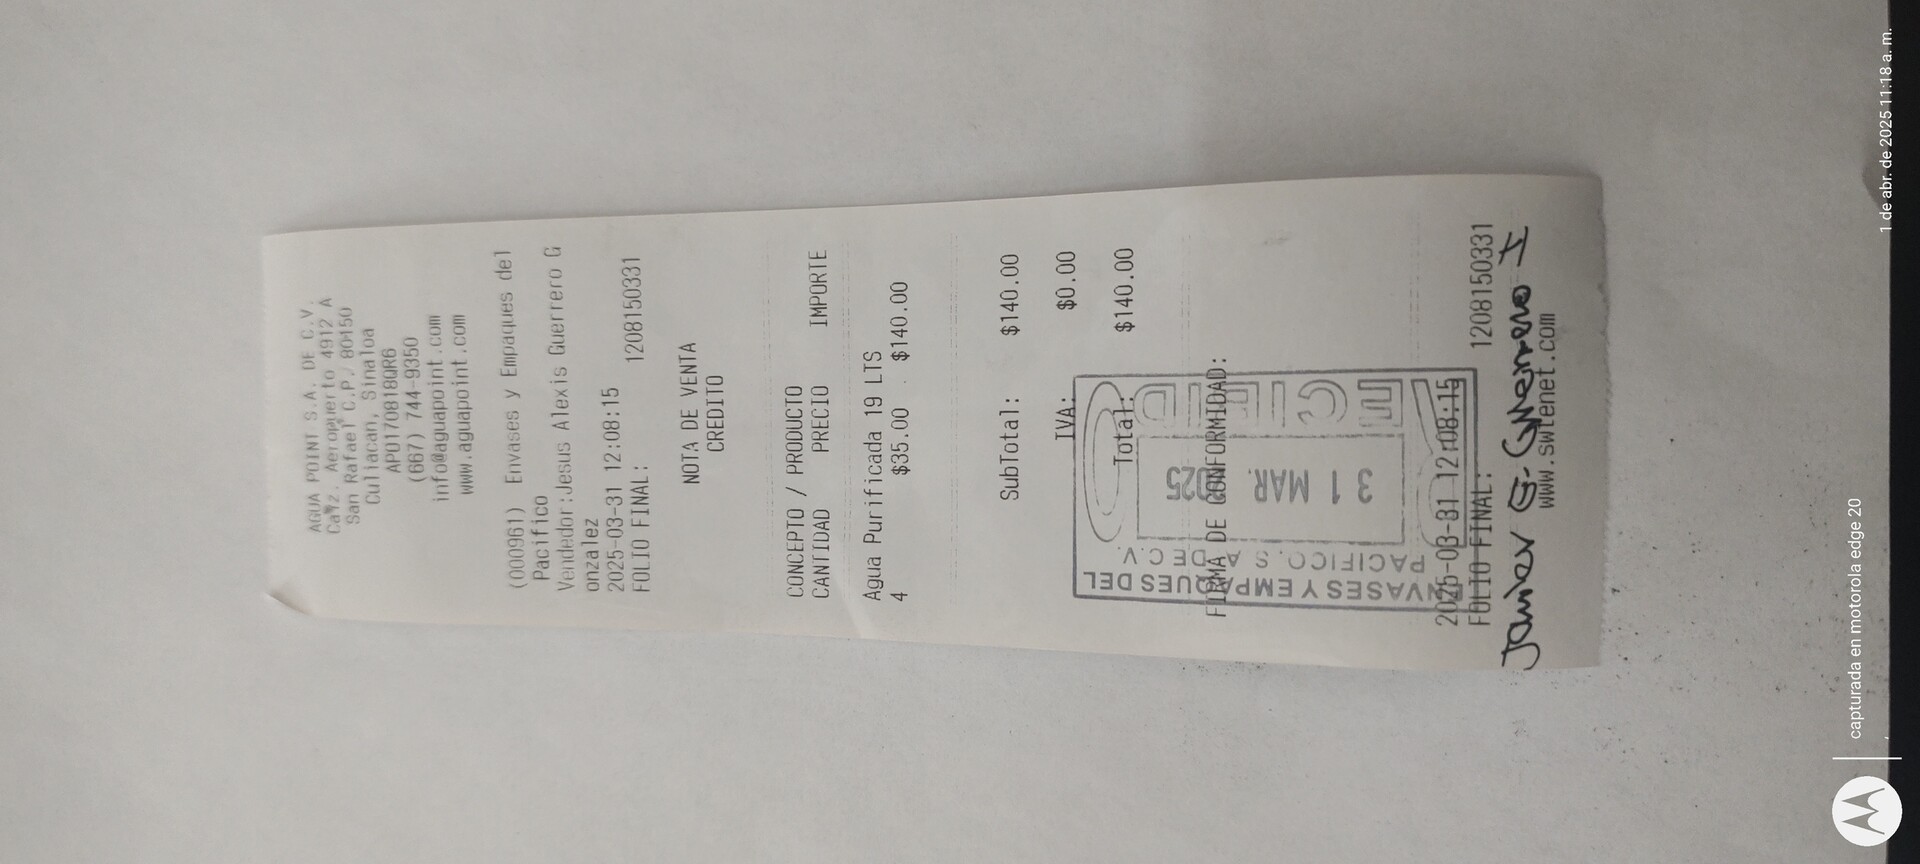 AGUA POINT S.A. DE C.V.
Calz. Aeropuerto 4912 A
San Rafael C.P. 80150
Culiacan, Sinaloa
APO170818QR6
(667) 744-9350
info@aguapoint.com
www.aguapoint.com
(000961) Envases y Empaques del
Pacifico
Vendedor:Jesus Alexis Guerrero G
onzalez
2025-03-31 12:08:15
FOLIO FINAL: 1208150331
NOTA DE VENTA
CREDITO
CONCEPTO / PRODUCTO
CANTIDAD PRECIO IMPORTE
Agua Purificada 19 LTS
4 $35.00 $140.00
SubTotal: $140.00
IVA: $0.00
Total: $140.00
FIRMA DE CONFORMIDAD:
ENVASES Y EMPAQUES DEL
PACIFICO, S.A. DE C.V.
31 MAR. 2025
RECIBIDO
2025-03-31 12:08:15
FOLIO FINAL: 1208150331
G. Guerrero I
www.swtenet.com
capturada en motorola edge 20
1 de abr. de 2025 11:18 a. m.